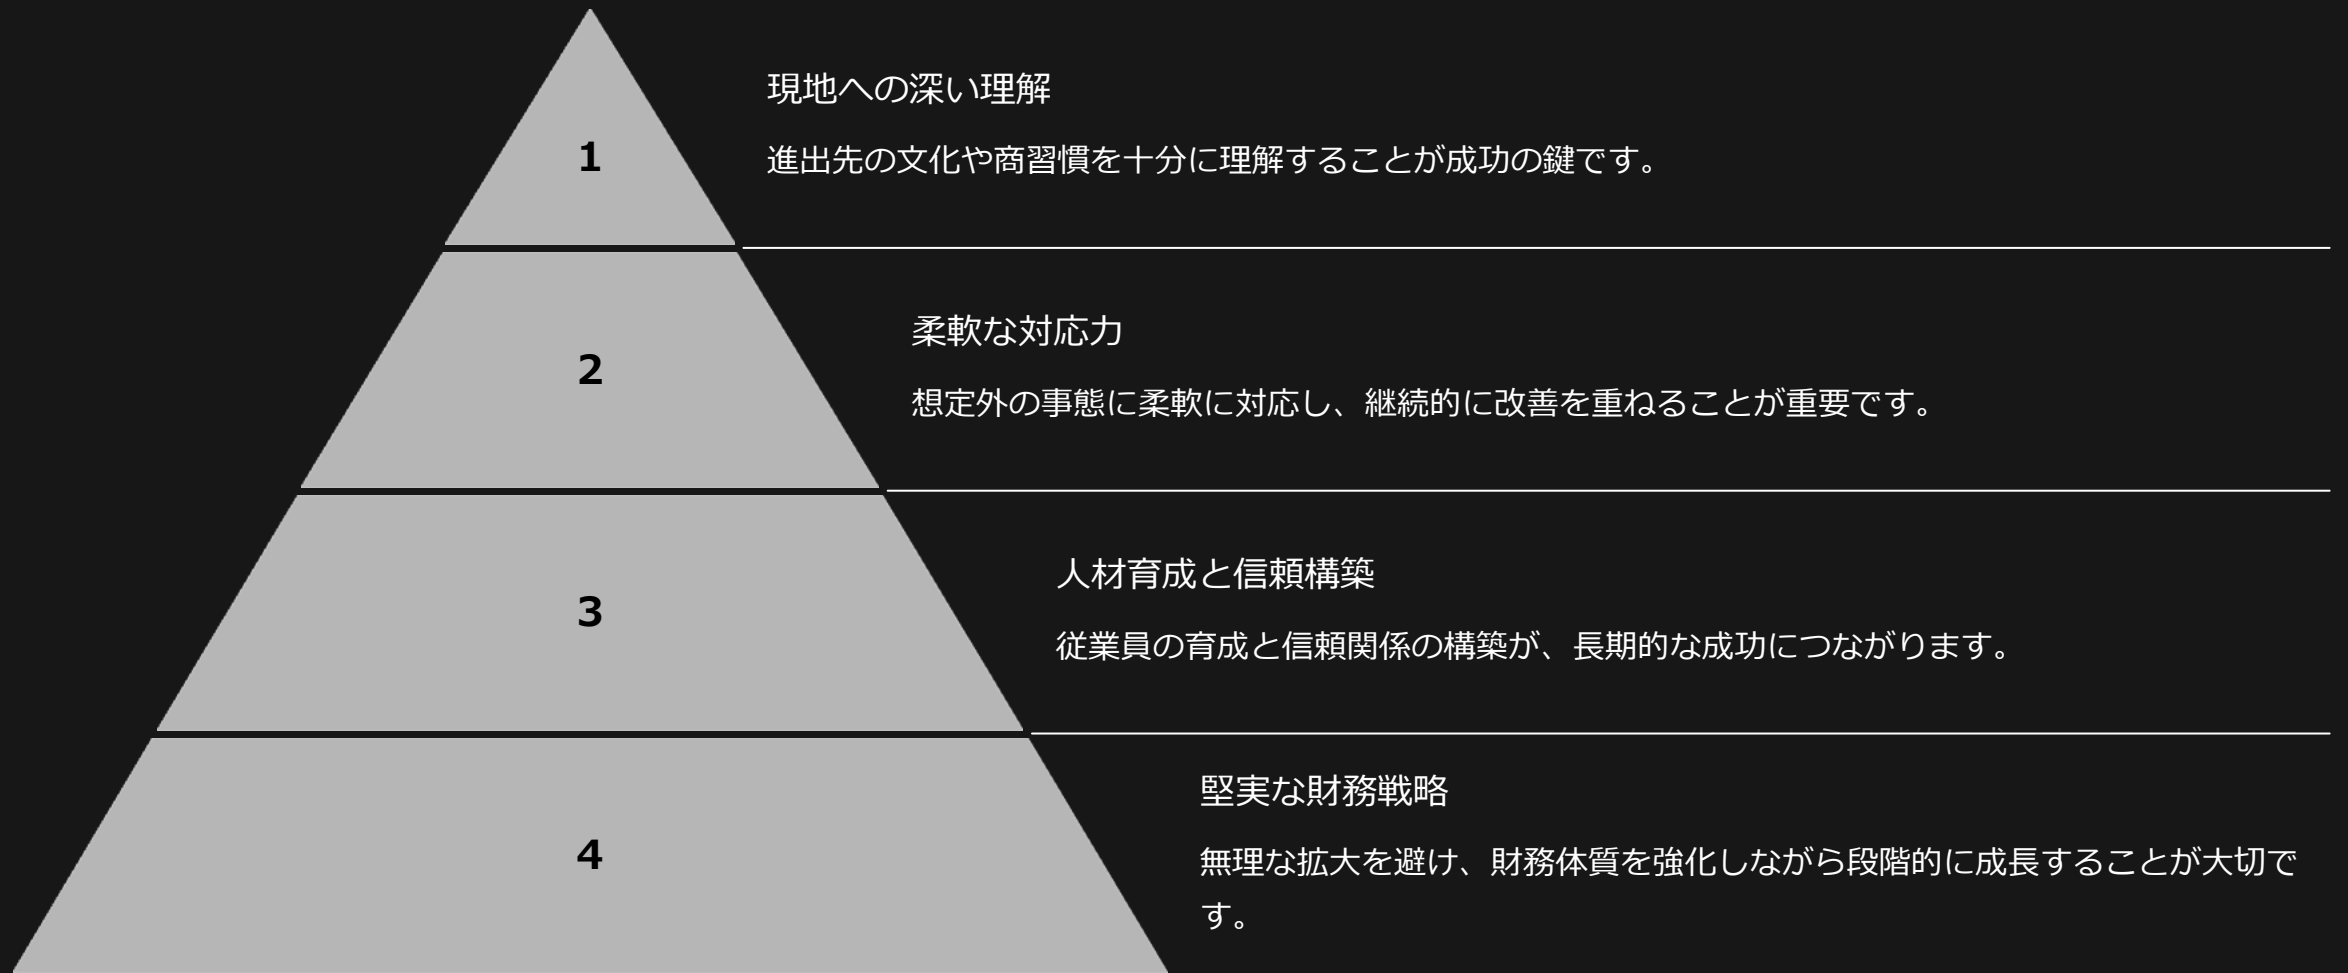 1
現地への深い理解
進出先の文化や商習慣を十分に理解することが成功の鍵です。
2
柔軟な対応力
想定外の事態に柔軟に対応し、継続的に改善を重ねることが重要です。
3
人材育成と信頼構築
従業員の育成と信頼関係の構築が、長期的な成功につながります。
4
堅実な財務戦略
無理な拡大を避け、財務体質を強化しながら段階的に成長することが大切で
す。